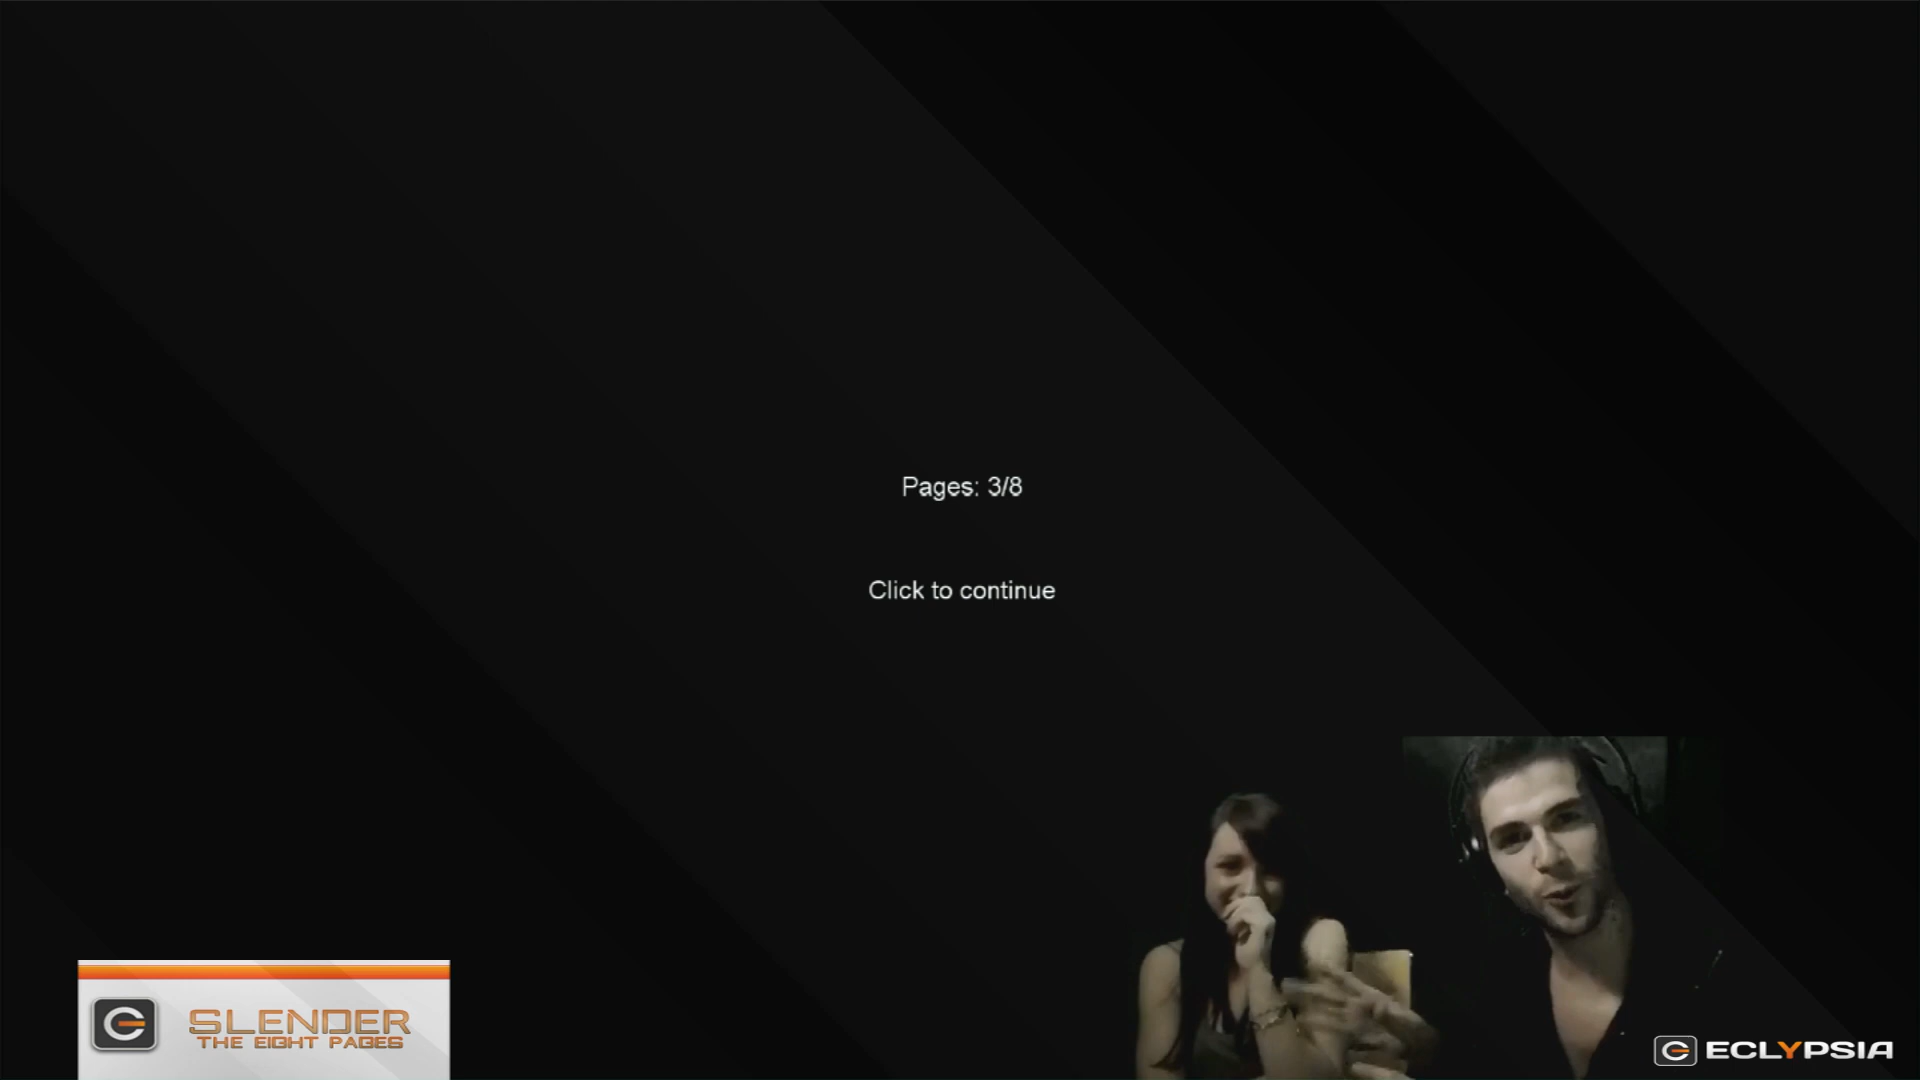 Pages: 3/8
Click to continue
SLENDER
THE EIGHT PAGES
ECLYPSIA